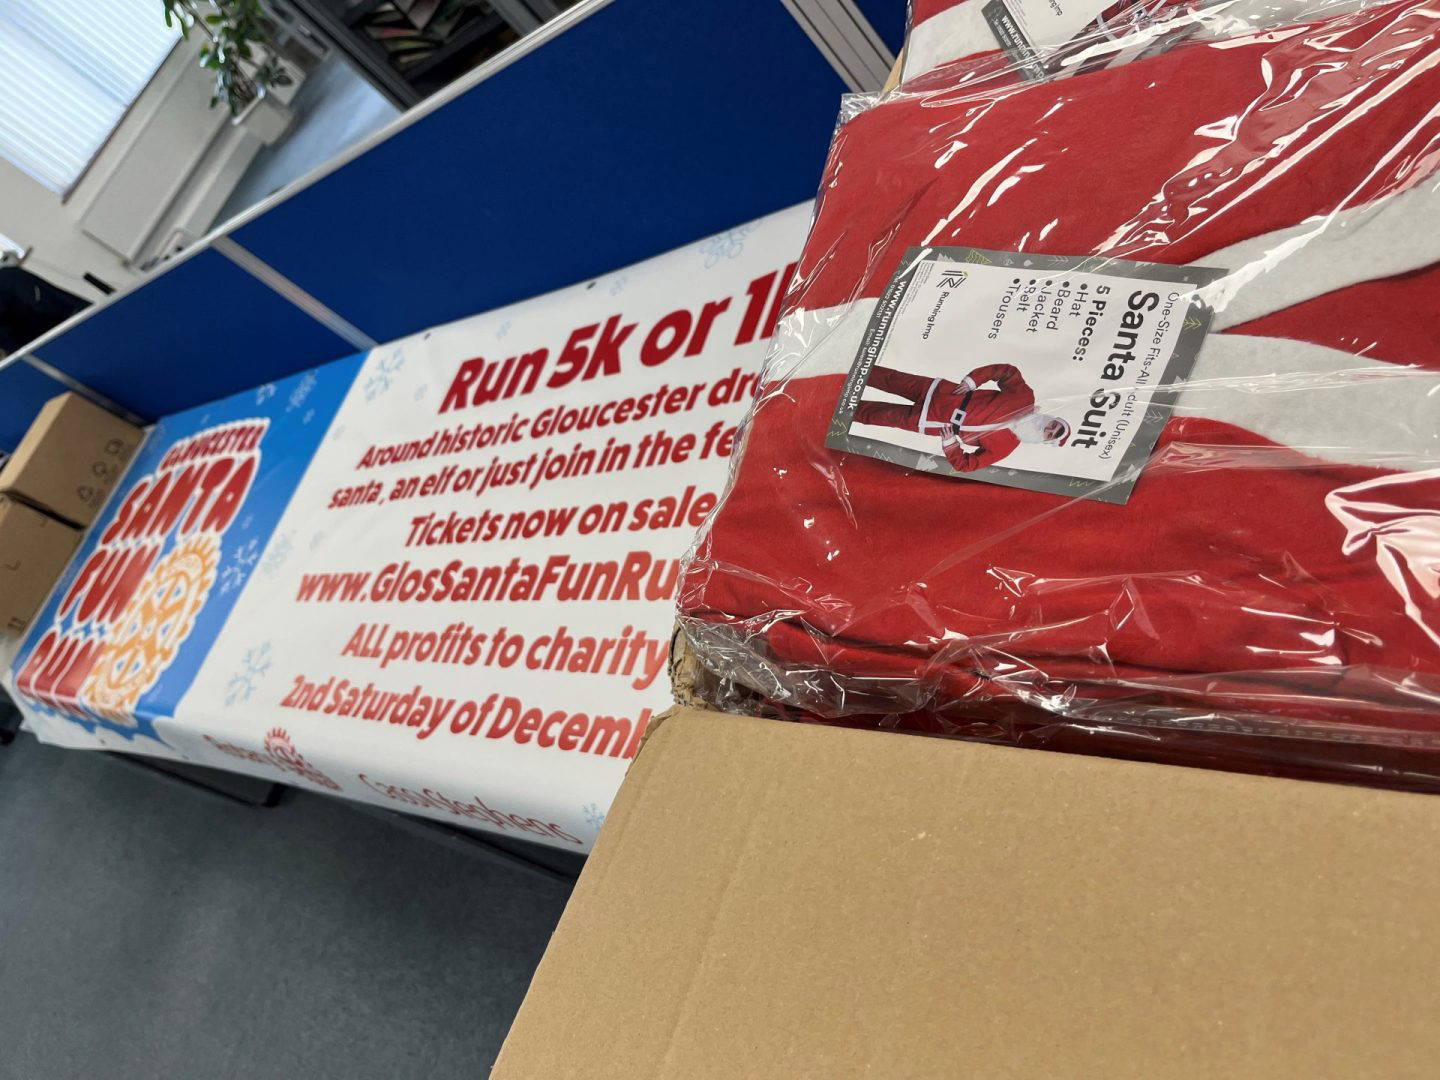 GLOUCESTER
SANTA
FUN
RUN
Run 5k or 1
Around historic Gloucester dre
santa, an elf or just join in the fe
Tickets now on sale
www.GlosSantaFunRu
ALL profits to charity
2nd Saturday of Decemb
One-Size Fits-All Adult (Unisex)
Santa Suit
5 Pieces:
•Hat
•Beard
•Jacket
•Belt
•Trousers
Running Imp
www.runningimp.co.uk